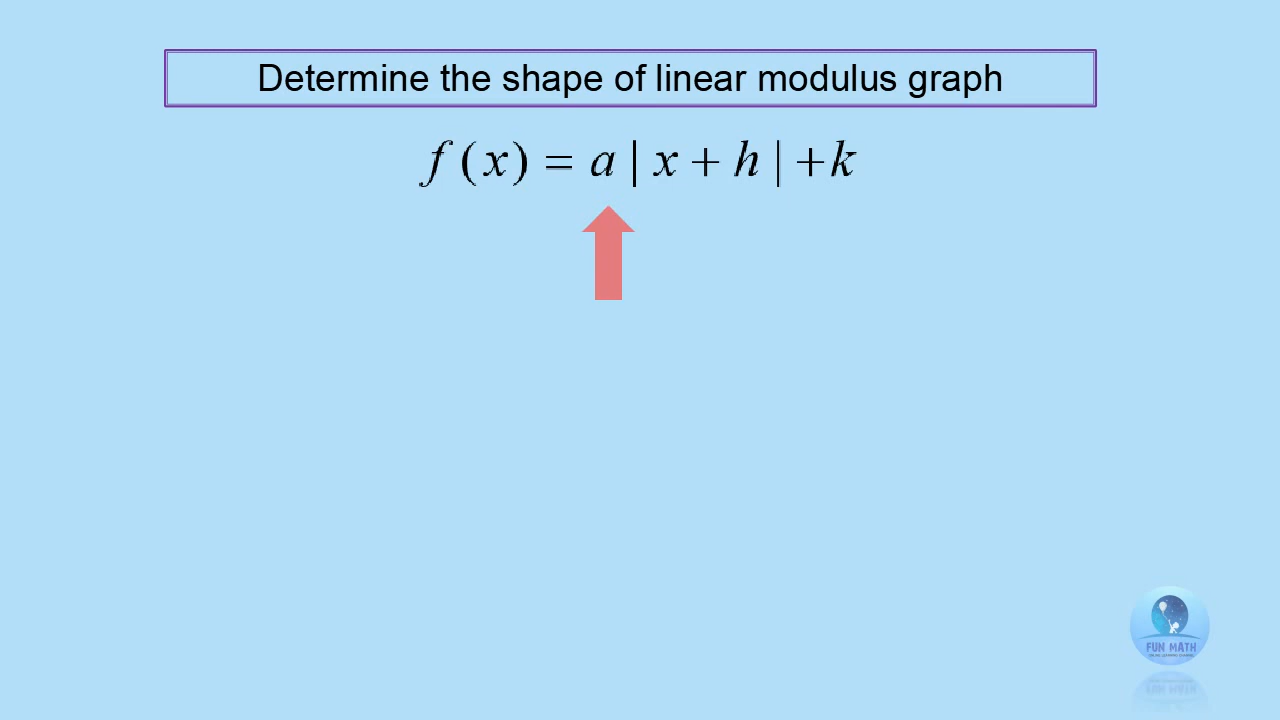 Determine the shape of linear modulus graph
f(x) = a | x + h | +k
FUN MATH